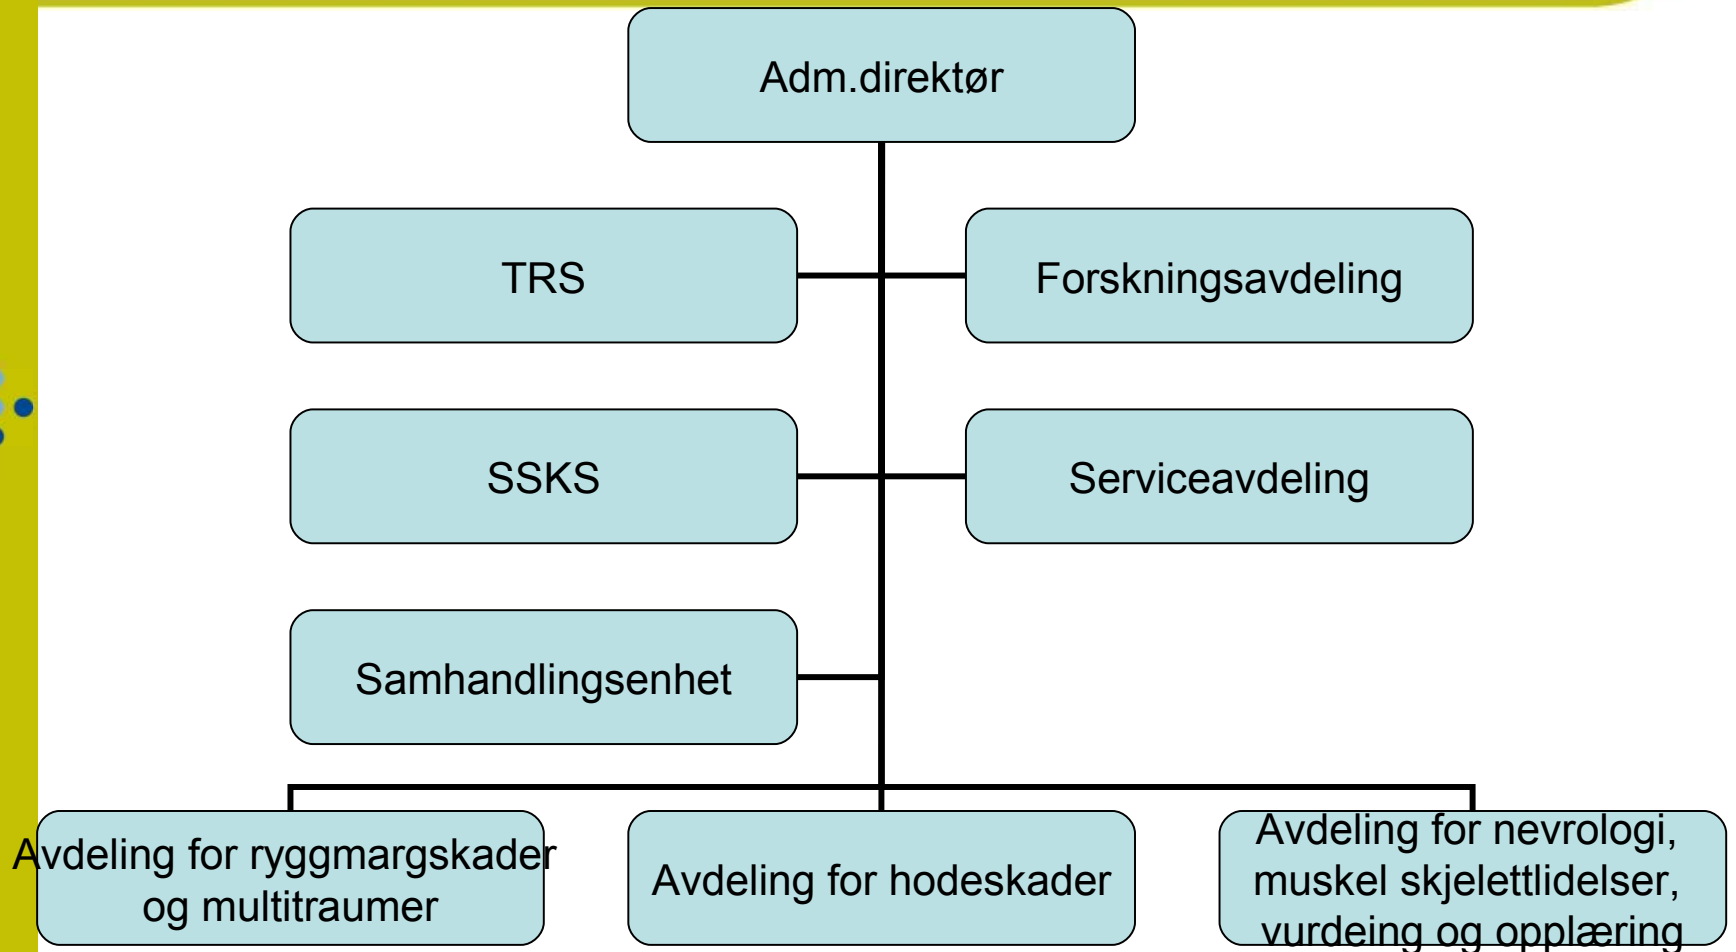 Adm.direktør
TRS
Forskningsavdeling
SSKS
Serviceavdeling
Samhandlingsenhet
Avdeling for ryggmargskader
og multitraumer
Avdeling for hodeskader
Avdeling for nevrologi,
muskel skjelettlidelser,
vurdeing og opplæring